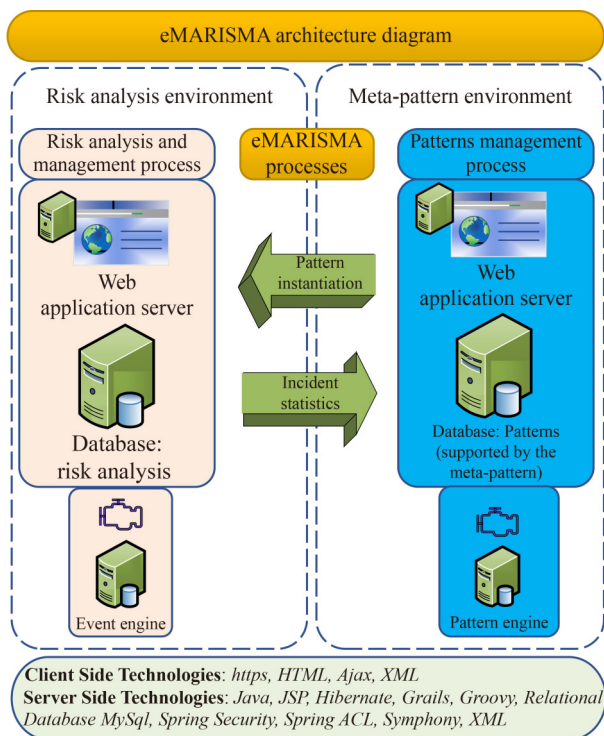 eMARISMA architecture diagram
Risk analysis environment
Meta-pattern environment
Risk analysis and
management process
eMARISMA
processes
Patterns management
process
Web
application server
Pattern
instantiation
Web
application server
Incident
statistics
Database:
risk analysis
Database: Patterns
(supported by the
meta-pattern)
Event engine
Pattern engine
Client Side Technologies: https, HTML, Ajax, XML
Server Side Technologies: Java, JSP, Hibernate, Grails, Groovy, Relational
Database MySql, Spring Security, Spring ACL, Symphony, XML